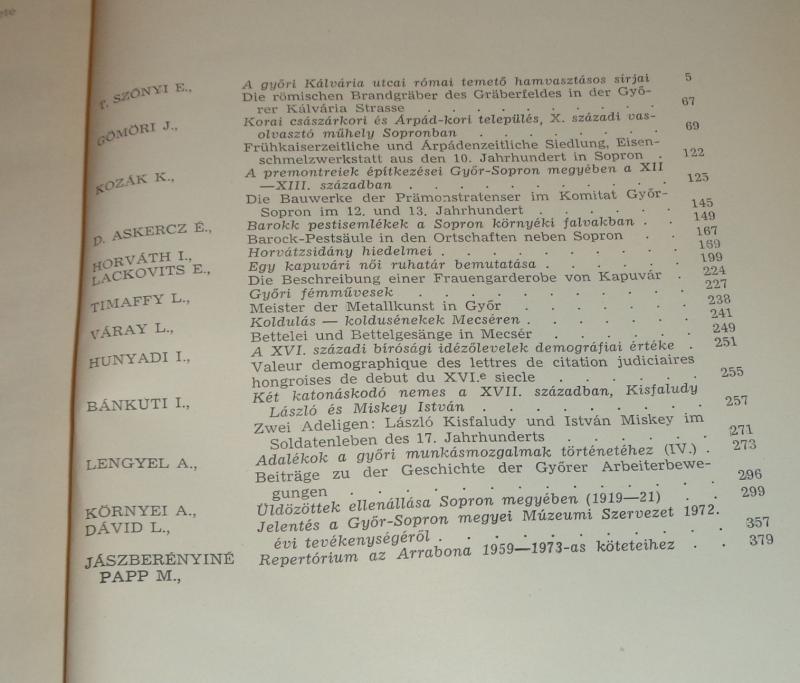 T. SZŐNYI E., A győri Kálvária utcai római temető hamvasztásos sírjai 5
Die römischen Brandgräber des Gräberfeldes in der Győ-
rer Kálvária Strasse . . . . . . . . . 67
GÖMÖRI J., Korai császárkori és Árpád-kori település, X. századi vas-
olvasztó műhely Sopronban . . . . . . . 69
Frühkaiserzeitliche und Árpádenzeitliche Siedlung, Eisen-
schmelzwerkstatt aus den 10. Jahrhundert in Sopron . 122
KOZÁK K., A premontreiek építkezései Győr-Sopron megyében a XII
—XIII. században . . . . . . . . . . 125
Die Bauwerke der Prämonstratenser im Komitat Győr-
Sopron im 12. und 13. Jahrhundert . . . . . . 145
D. ASKERCZ É., Barokk pestisemlékek a Sopron környéki falvakban . . 149
Barock-Pestsäule in den Ortschaften neben Sopron . . 167
HORVÁTH I., Horvátzsidány hiedelmei . . . . . . . . . 169
LACKOVITS E., Egy kapuvári női ruhatár bemutatása . . . . . . 199
Die Beschreibung einer Frauengarderobe von Kapuvár . 224
TIMAFFY L., Győri fémművesek . . . . . . . . . . 227
Meister der Metallkunst in Győr . . . . . . 238
VÁRAY L., Koldulás — koldusénekek Mecséren . . . . . . 241
Bettelei und Bettelgesänge in Mecsér . . . . . . 249
HUNYADI I., A XVI. századi bírósági idézőlevelek demográfiai értéke . 251
Valeur demographique des lettres de citation judiciaires
hongroises de debut du XVI.e siecle . . . . . . 255
BÁNKUTI I., Két katonáskodó nemes a XVII. században, Kisfaludy
László és Miskey István . . . . . . . . . 257
Zwei Adeligen: László Kisfaludy und István Miskey im
Soldatenleben des 17. Jahrhunderts . . . . . . 271
LENGYEL A., Adalékok a győri munkásmozgalmak történetéhez (IV.) . 273
Beiträge zu der Geschichte der Győrer Arbeiterbewe-
gungen . . . . . . . . . . . . 296
KÖRNYEI A., Üldözöttek ellenállása Sopron megyében (1919—21) . . 299
DÁVID L., Jelentés a Győr-Sopron megyei Múzeumi Szervezet 1972.
évi tevékenységéről . . . . . . . . . . 357
JÁSZBERÉNYINÉ Repertórium az Arrabona 1959—1973-as köteteihez . . 379
PAPP M.,